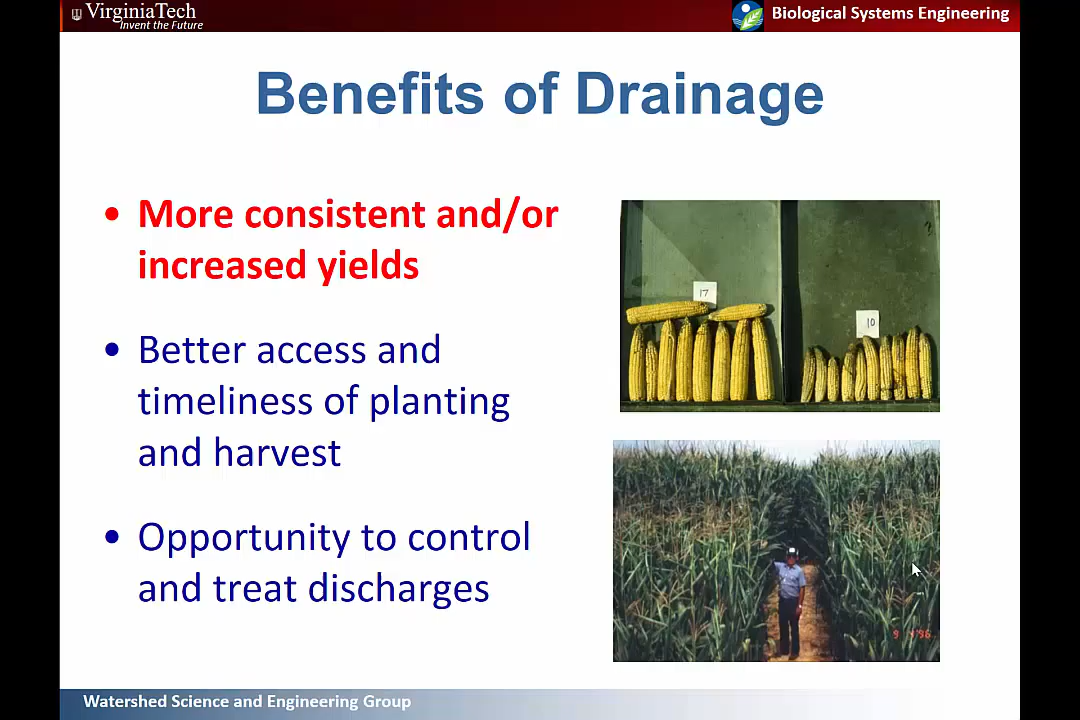 VirginiaTech
Invent the Future
Biological Systems Engineering
Benefits of Drainage
• More consistent and/or
increased yields
• Better access and
timeliness of planting
and harvest
• Opportunity to control
and treat discharges
17
10
Watershed Science and Engineering Group